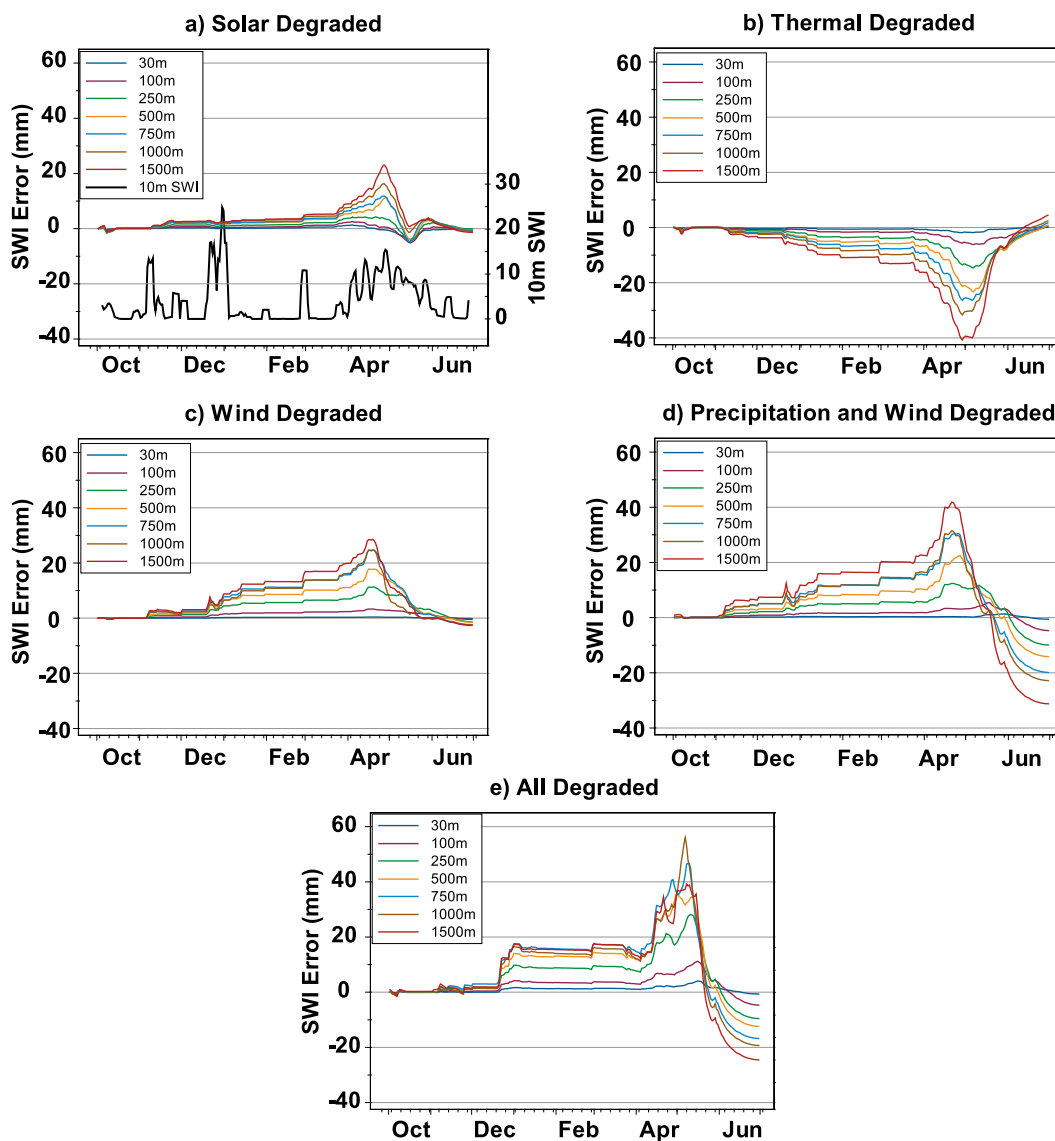 a) Solar Degraded
60
40
20
0
-20
-40
SWI Error (mm)
30m
100m
250m
500m
750m
1000m
1500m
10m SWI
30
20
10
0
10m SWI
Oct Dec Feb Apr Jun
b) Thermal Degraded
60
40
20
0
-20
-40
SWI Error (mm)
30m
100m
250m
500m
750m
1000m
1500m
Oct Dec Feb Apr Jun
c) Wind Degraded
60
40
20
0
-20
-40
SWI Error (mm)
30m
100m
250m
500m
750m
1000m
1500m
Oct Dec Feb Apr Jun
d) Precipitation and Wind Degraded
60
40
20
0
-20
-40
SWI Error (mm)
30m
100m
250m
500m
750m
1000m
1500m
Oct Dec Feb Apr Jun
e) All Degraded
60
40
20
0
-20
-40
SWI Error (mm)
30m
100m
250m
500m
750m
1000m
1500m
Oct Dec Feb Apr Jun